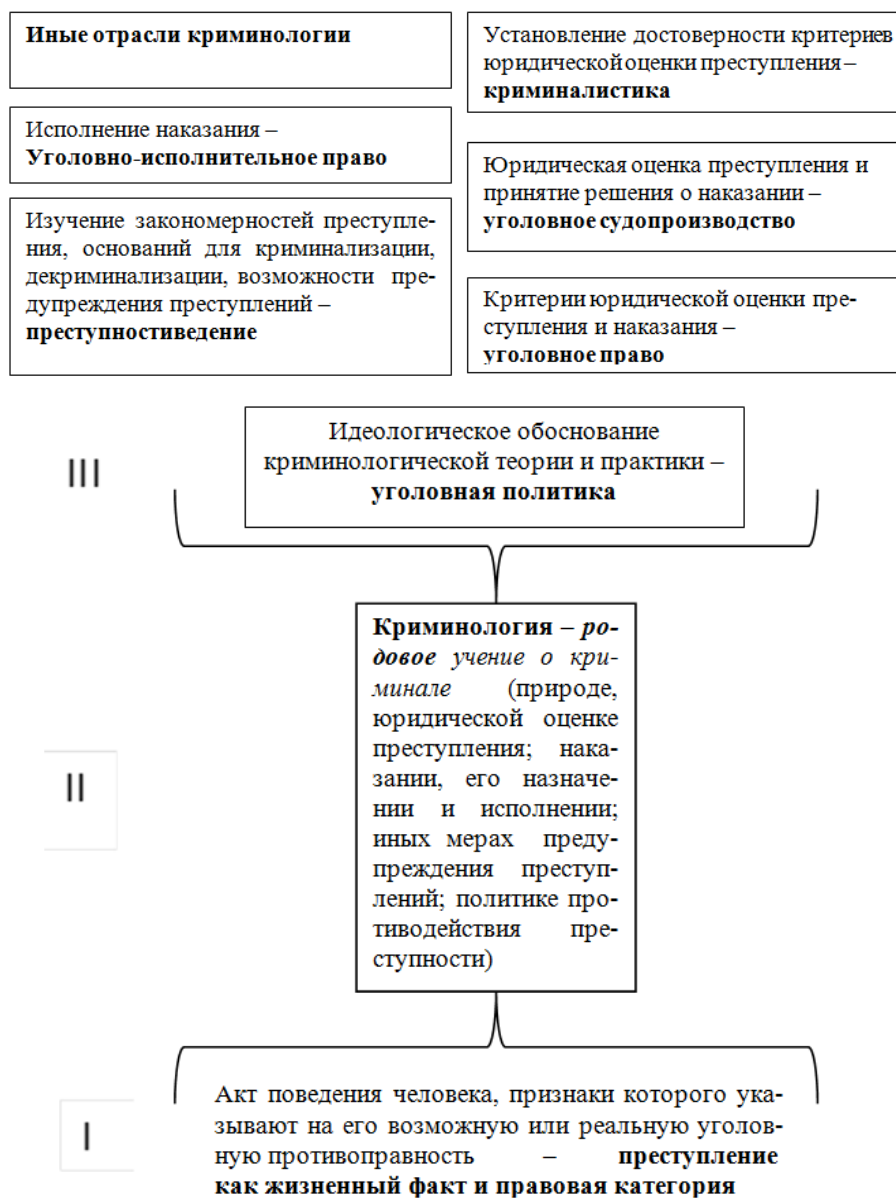 Иные отрасли криминологии
Исполнение наказания –
Уголовно-исполнительное право
Изучение закономерностей преступле-
ния, оснований для криминализации,
декриминализации, возможности пре-
дупреждения преступлений –
преступностиведение
Установление достоверности критериев
юридической оценки преступления –
криминалистика
Юридическая оценка преступления и
принятие решения о наказании –
уголовное судопроизводство
Критерии юридической оценки пре-
ступления и наказания –
уголовное право
III
Идеологическое обоснование
криминологической теории и практики –
уголовная политика
II
Криминология – ро-
довое учение о кри-
минале (природе,
юридической оценке
преступления; нака-
зании, его назначе-
нии и исполнении;
иных мерах преду-
преждения преступ-
лений; политике про-
тиводействия пре-
ступности)
I
Акт поведения человека, признаки которого ука-
зывают на его возможную или реальную уголов-
ную противоправность – преступление
как жизненный факт и правовая категория